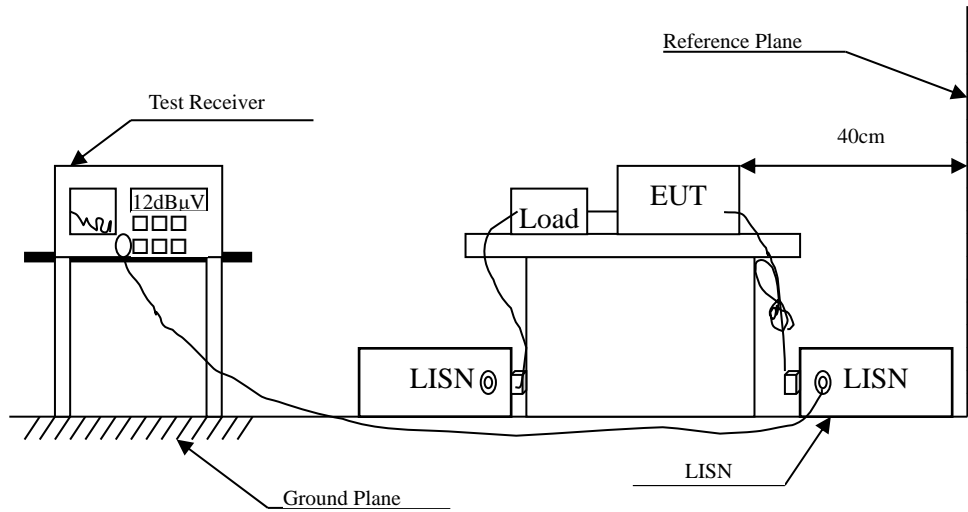 Reference Plane
Test Receiver
40cm
12dBµV
EUT
Load
LISN
LISN
LISN
Ground Plane